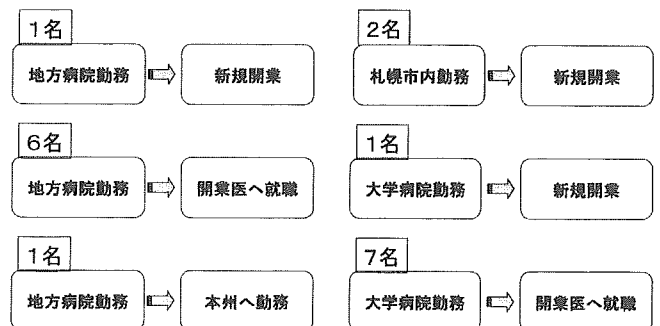 1名
地方病院勤務 新規開業
2名
札幌市内勤務 新規開業
6名
地方病院勤務 開業医へ就職
1名
大学病院勤務 新規開業
1名
地方病院勤務 本州へ勤務
7名
大学病院勤務 開業医へ就職